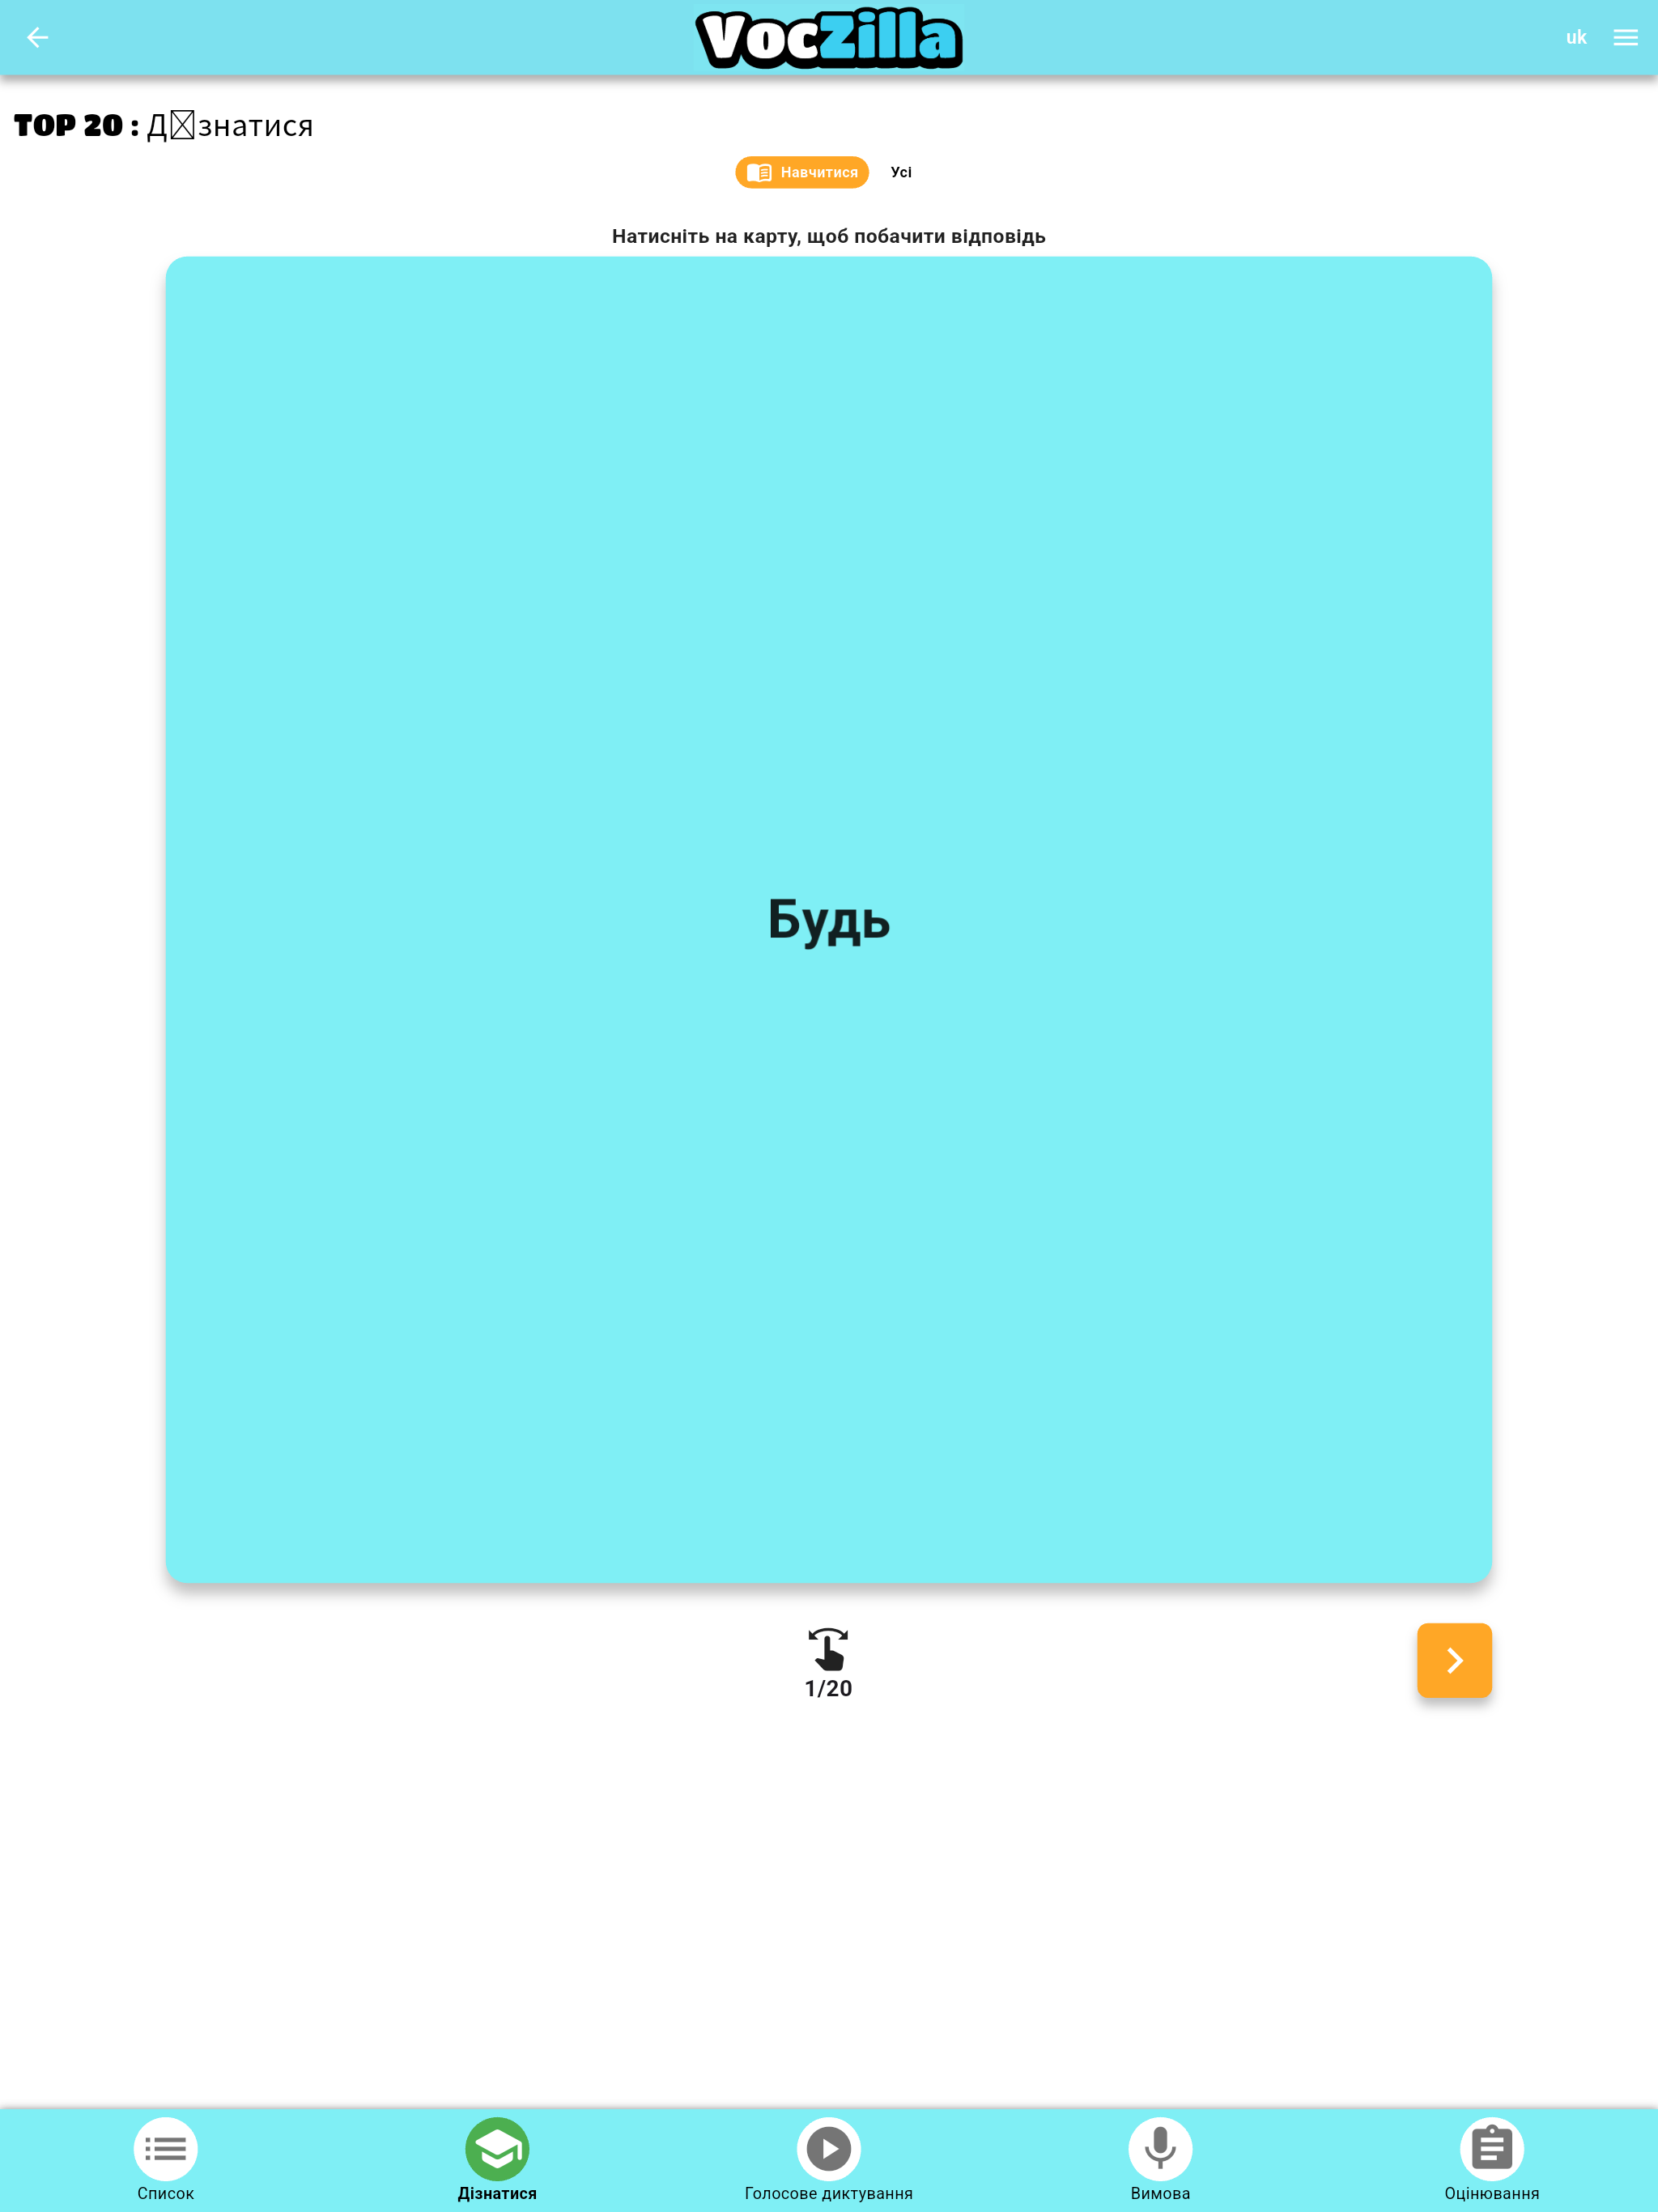 VocZilla
uk
TOP 20 : Дізнатися
Навчитися
Усі
Натисніть на карту, щоб побачити відповідь
Будь
1/20
Список
Дізнатися
Голосове диктування
Вимова
Оцінювання